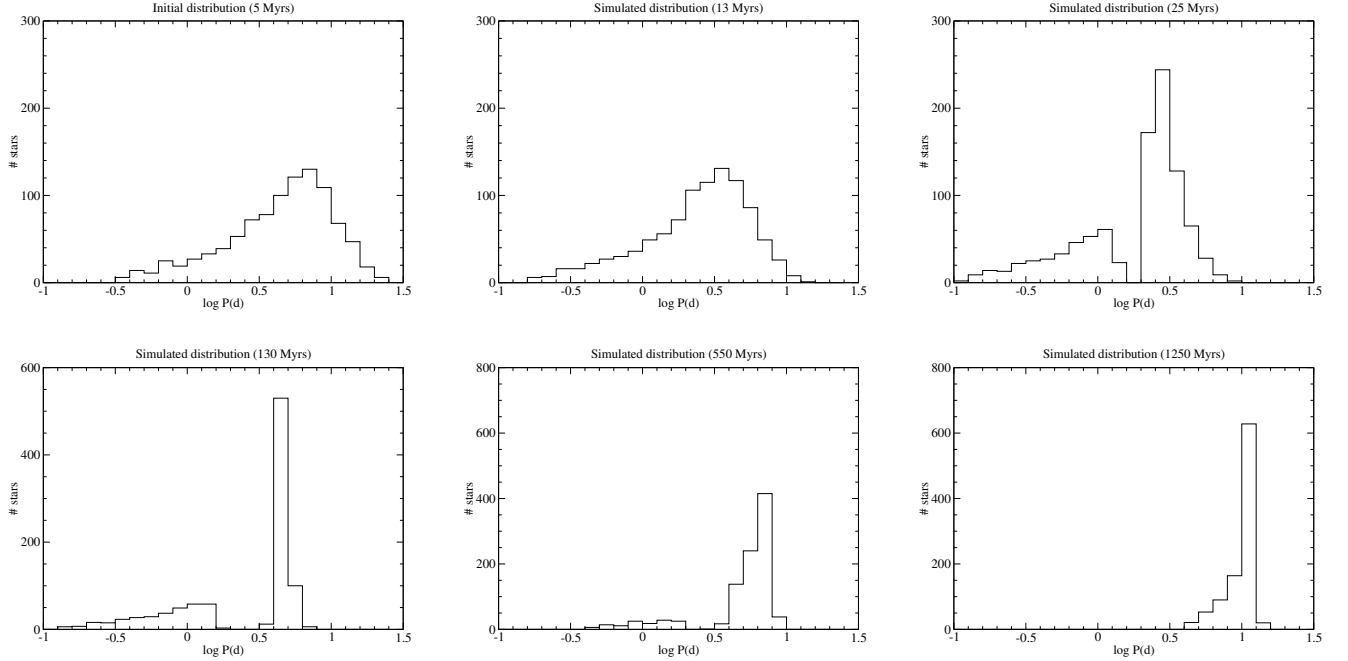 Initial distribution (5 Myrs)
300
200
100
0
# stars
-1 -0.5 0 0.5 1 1.5
log P(d)
Simulated distribution (13 Myrs)
300
200
100
0
# stars
-1 -0.5 0 0.5 1 1.5
log P(d)
Simulated distribution (25 Myrs)
300
200
100
0
# stars
-1 -0.5 0 0.5 1 1.5
log P(d)
Simulated distribution (130 Myrs)
600
400
200
0
# stars
-1 -0.5 0 0.5 1 1.5
log P(d)
Simulated distribution (550 Myrs)
800
600
400
200
0
# stars
-1 -0.5 0 0.5 1 1.5
log P(d)
Simulated distribution (1250 Myrs)
800
600
400
200
0
# stars
-1 -0.5 0 0.5 1 1.5
log P(d)